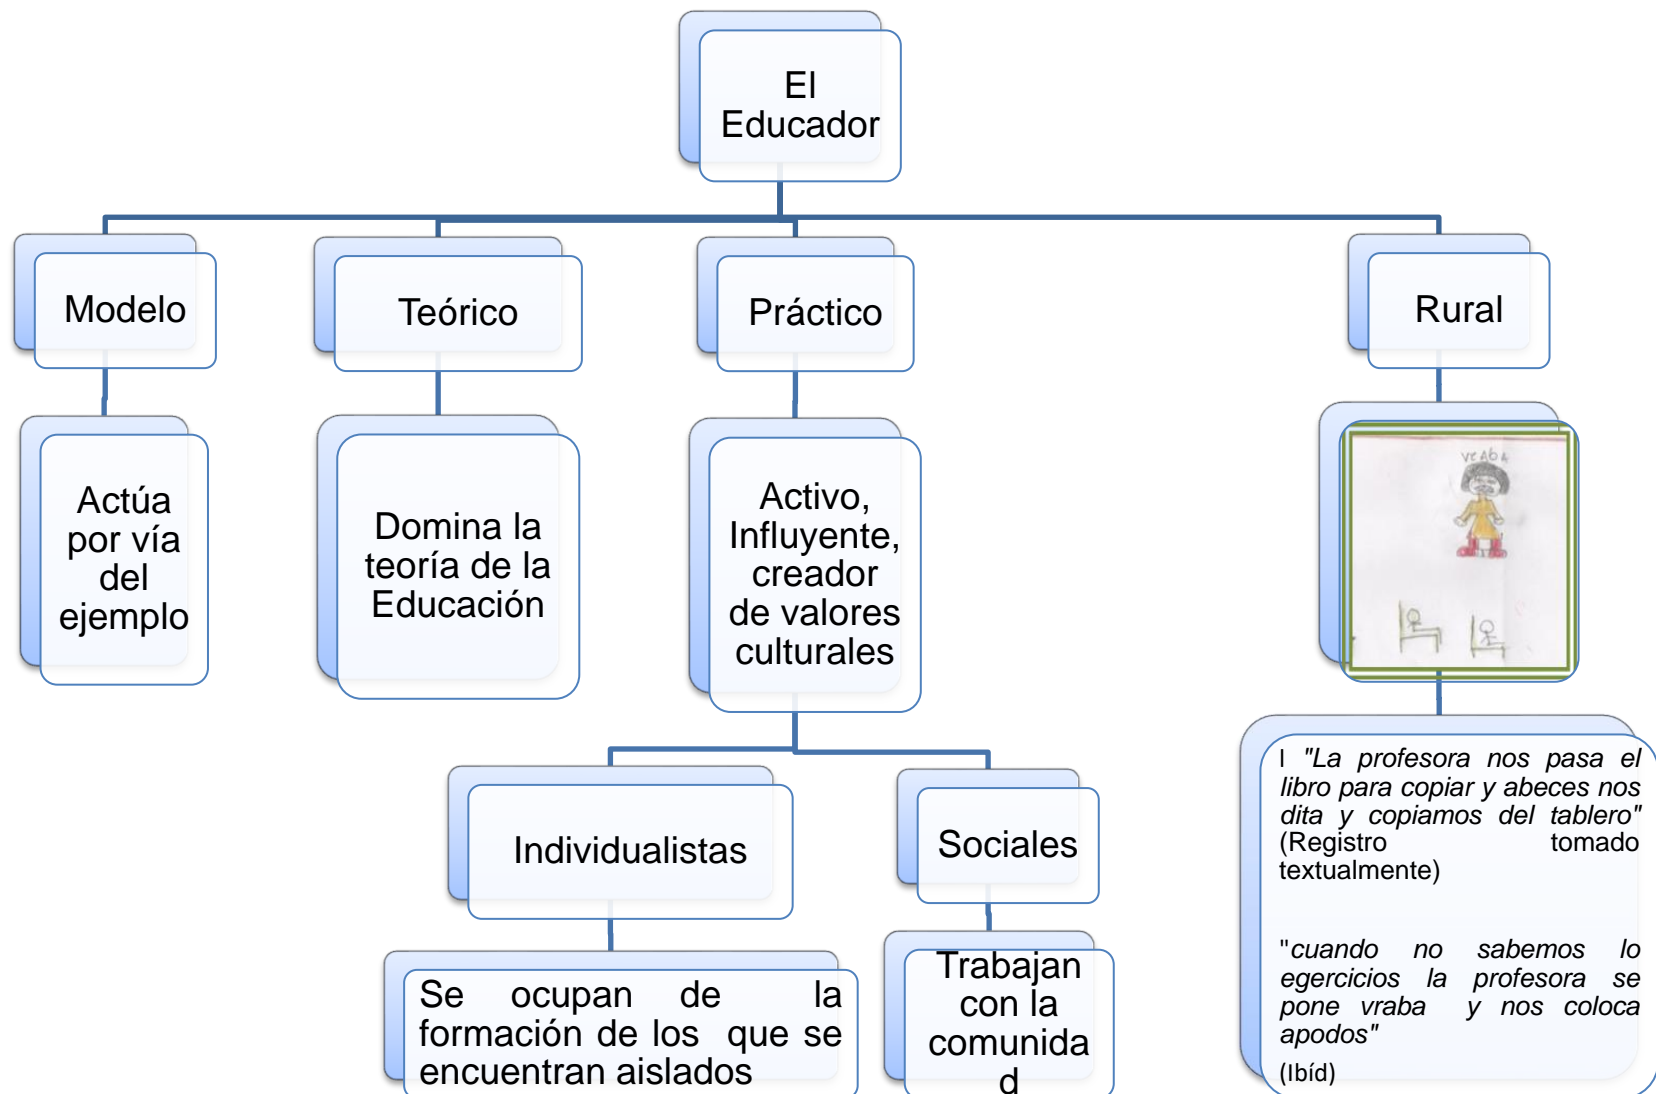 El
Educador
Modelo
Teórico
Práctico
Rural
Actúa
por vía
del
ejemplo
Domina la
teoría de la
Educación
Activo,
Influyente,
creador
de valores
culturales
Individualistas
Sociales
Se ocupan de la
formación de los que se
encuentran aislados
Trabajan
con la
comunida
d
l "La profesora nos pasa el
libro para copiar y abeces nos
dita y copiamos del tablero"
(Registro tomado
textualmente)
"cuando no sabemos lo
egercicios la profesora se
pone vraba y nos coloca
apodos"
(Ibíd)